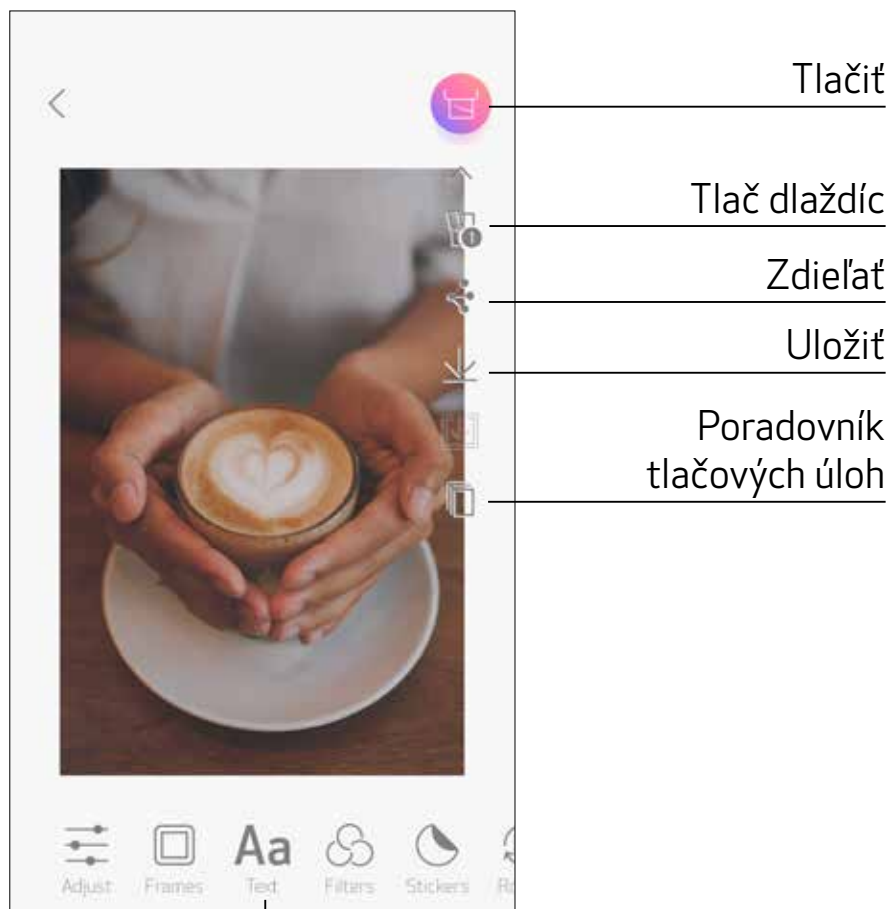 Tlačiť
Tlač dlaždíc
Zdieľať
Uložiť
Poradovník
tlačových úloh
Aa
Adjust Frames Text Filters Stickers